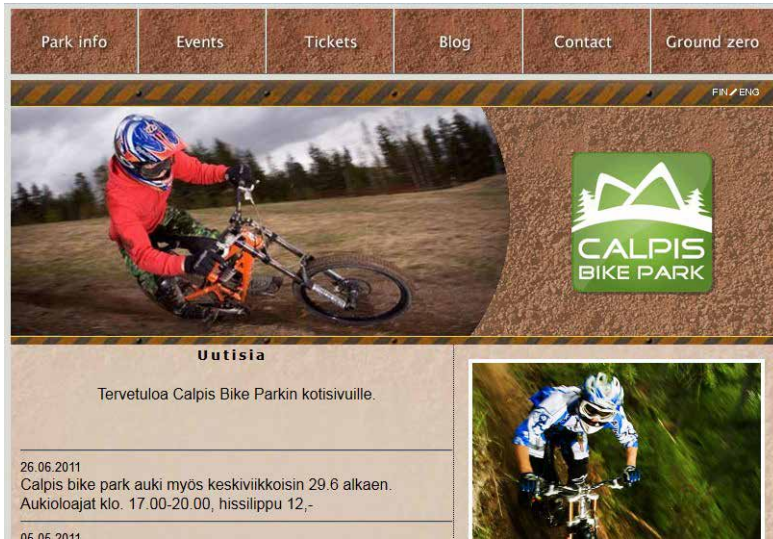 Park info
Events
Tickets
Blog
Contact
Ground zero
FIN/ENG
CALPIS
BIKE PARK
Uutisia
Tervetuloa Calpis Bike Parkin kotisivuille.
26.06.2011
Calpis bike park auki myös keskiviikkoisin 29.6 alkaen.
Aukioloajat klo. 17.00-20.00, hissilippu 12,-
05.05.2011